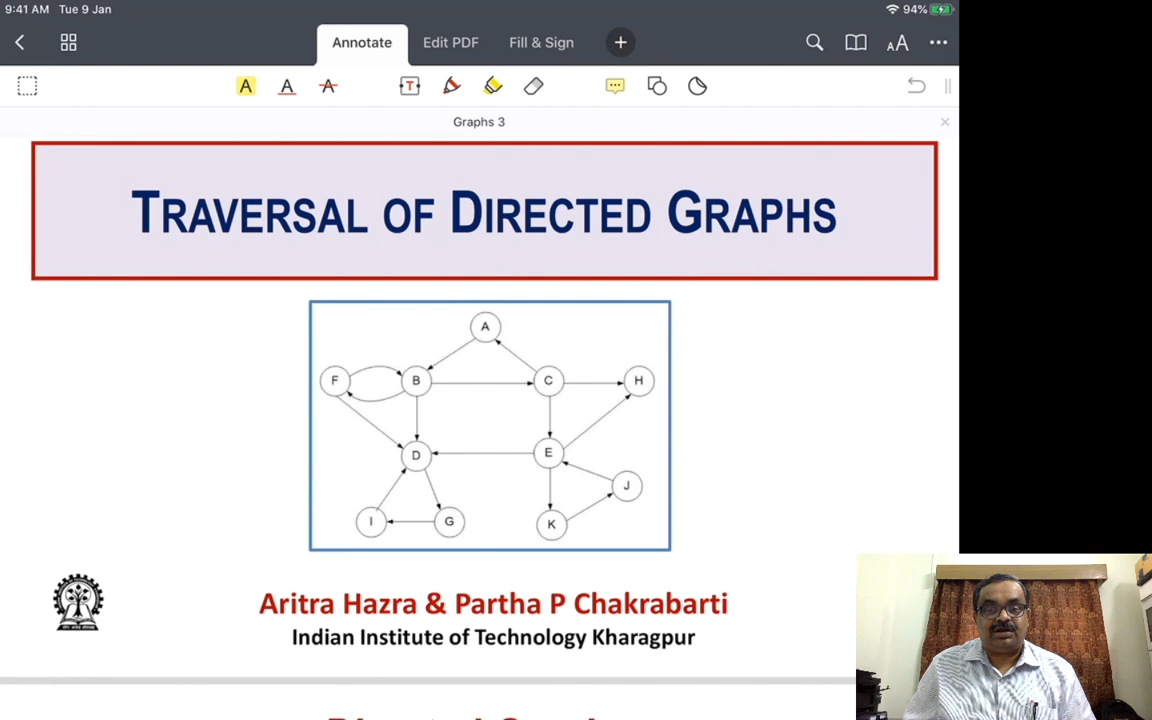 9:41 AM Tue 9 Jan 94%
Annotate Edit PDF Fill & Sign
A A A T AA
Graphs 3
TRAVERSAL OF DIRECTED GRAPHS
A
F B C H
D E
J
I G K
Aritra Hazra & Partha P Chakrabarti
Indian Institute of Technology Kharagpur